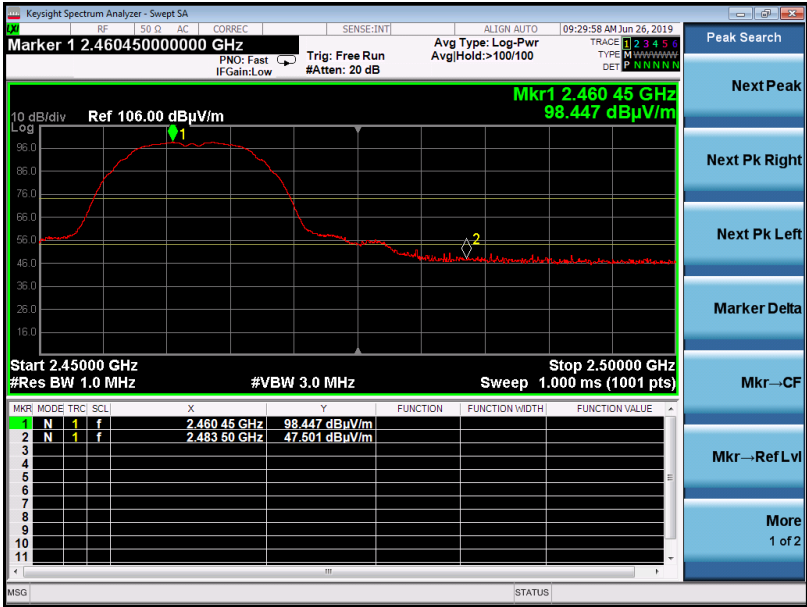 Keysight Spectrum Analyzer - Swept SA
LXI RF 50 Ω AC CORREC SENSE:INT ALIGN AUTO 09:29:58 AM Jun 26, 2019
Marker 1 2.460450000000 GHz
PNO: Fast
IFGain:Low
Trig: Free Run
#Atten: 20 dB
Avg Type: Log-Pwr
Avg|Hold:>100/100
TRACE 1 2 3 4 5 6
TYPE M WWWWW
DET P N N N N N
Mkr1 2.460 45 GHz
98.447 dBµV/m
10 dB/div Ref 106.00 dBµV/m
Log
1
96.0
86.0
76.0
66.0
56.0
46.0
36.0
26.0
16.0
2
Start 2.45000 GHz Stop 2.50000 GHz
#Res BW 1.0 MHz #VBW 3.0 MHz Sweep 1.000 ms (1001 pts)
MKR MODE TRC SCL X Y FUNCTION FUNCTION WIDTH FUNCTION VALUE
1 N 1 f 2.460 45 GHz 98.447 dBµV/m
2 N 1 f 2.483 50 GHz 47.501 dBµV/m
3
4
5
6
7
8
9
10
11
MSG STATUS
Peak Search
Next Peak
Next Pk Right
Next Pk Left
Marker Delta
Mkr→CF
Mkr→Ref Lvl
More
1 of 2